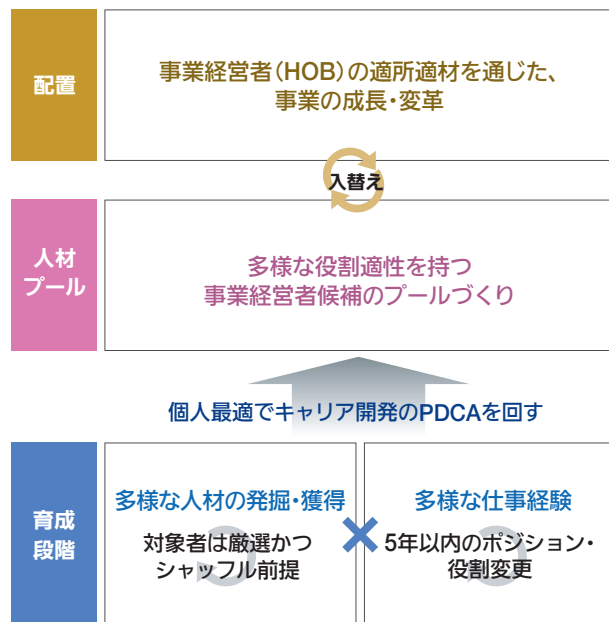 配置
事業経営者(HOB)の適所適材を通じた、
事業の成長・変革
入替え
人材
プール
多様な役割適性を持つ
事業経営者候補のプールづくり
個人最適でキャリア開発のPDCAを回す
育成
段階
多様な人材の発掘・獲得
対象者は厳選かつ
シャッフル前提
×
多様な仕事経験
5年以内のポジション・
役割変更